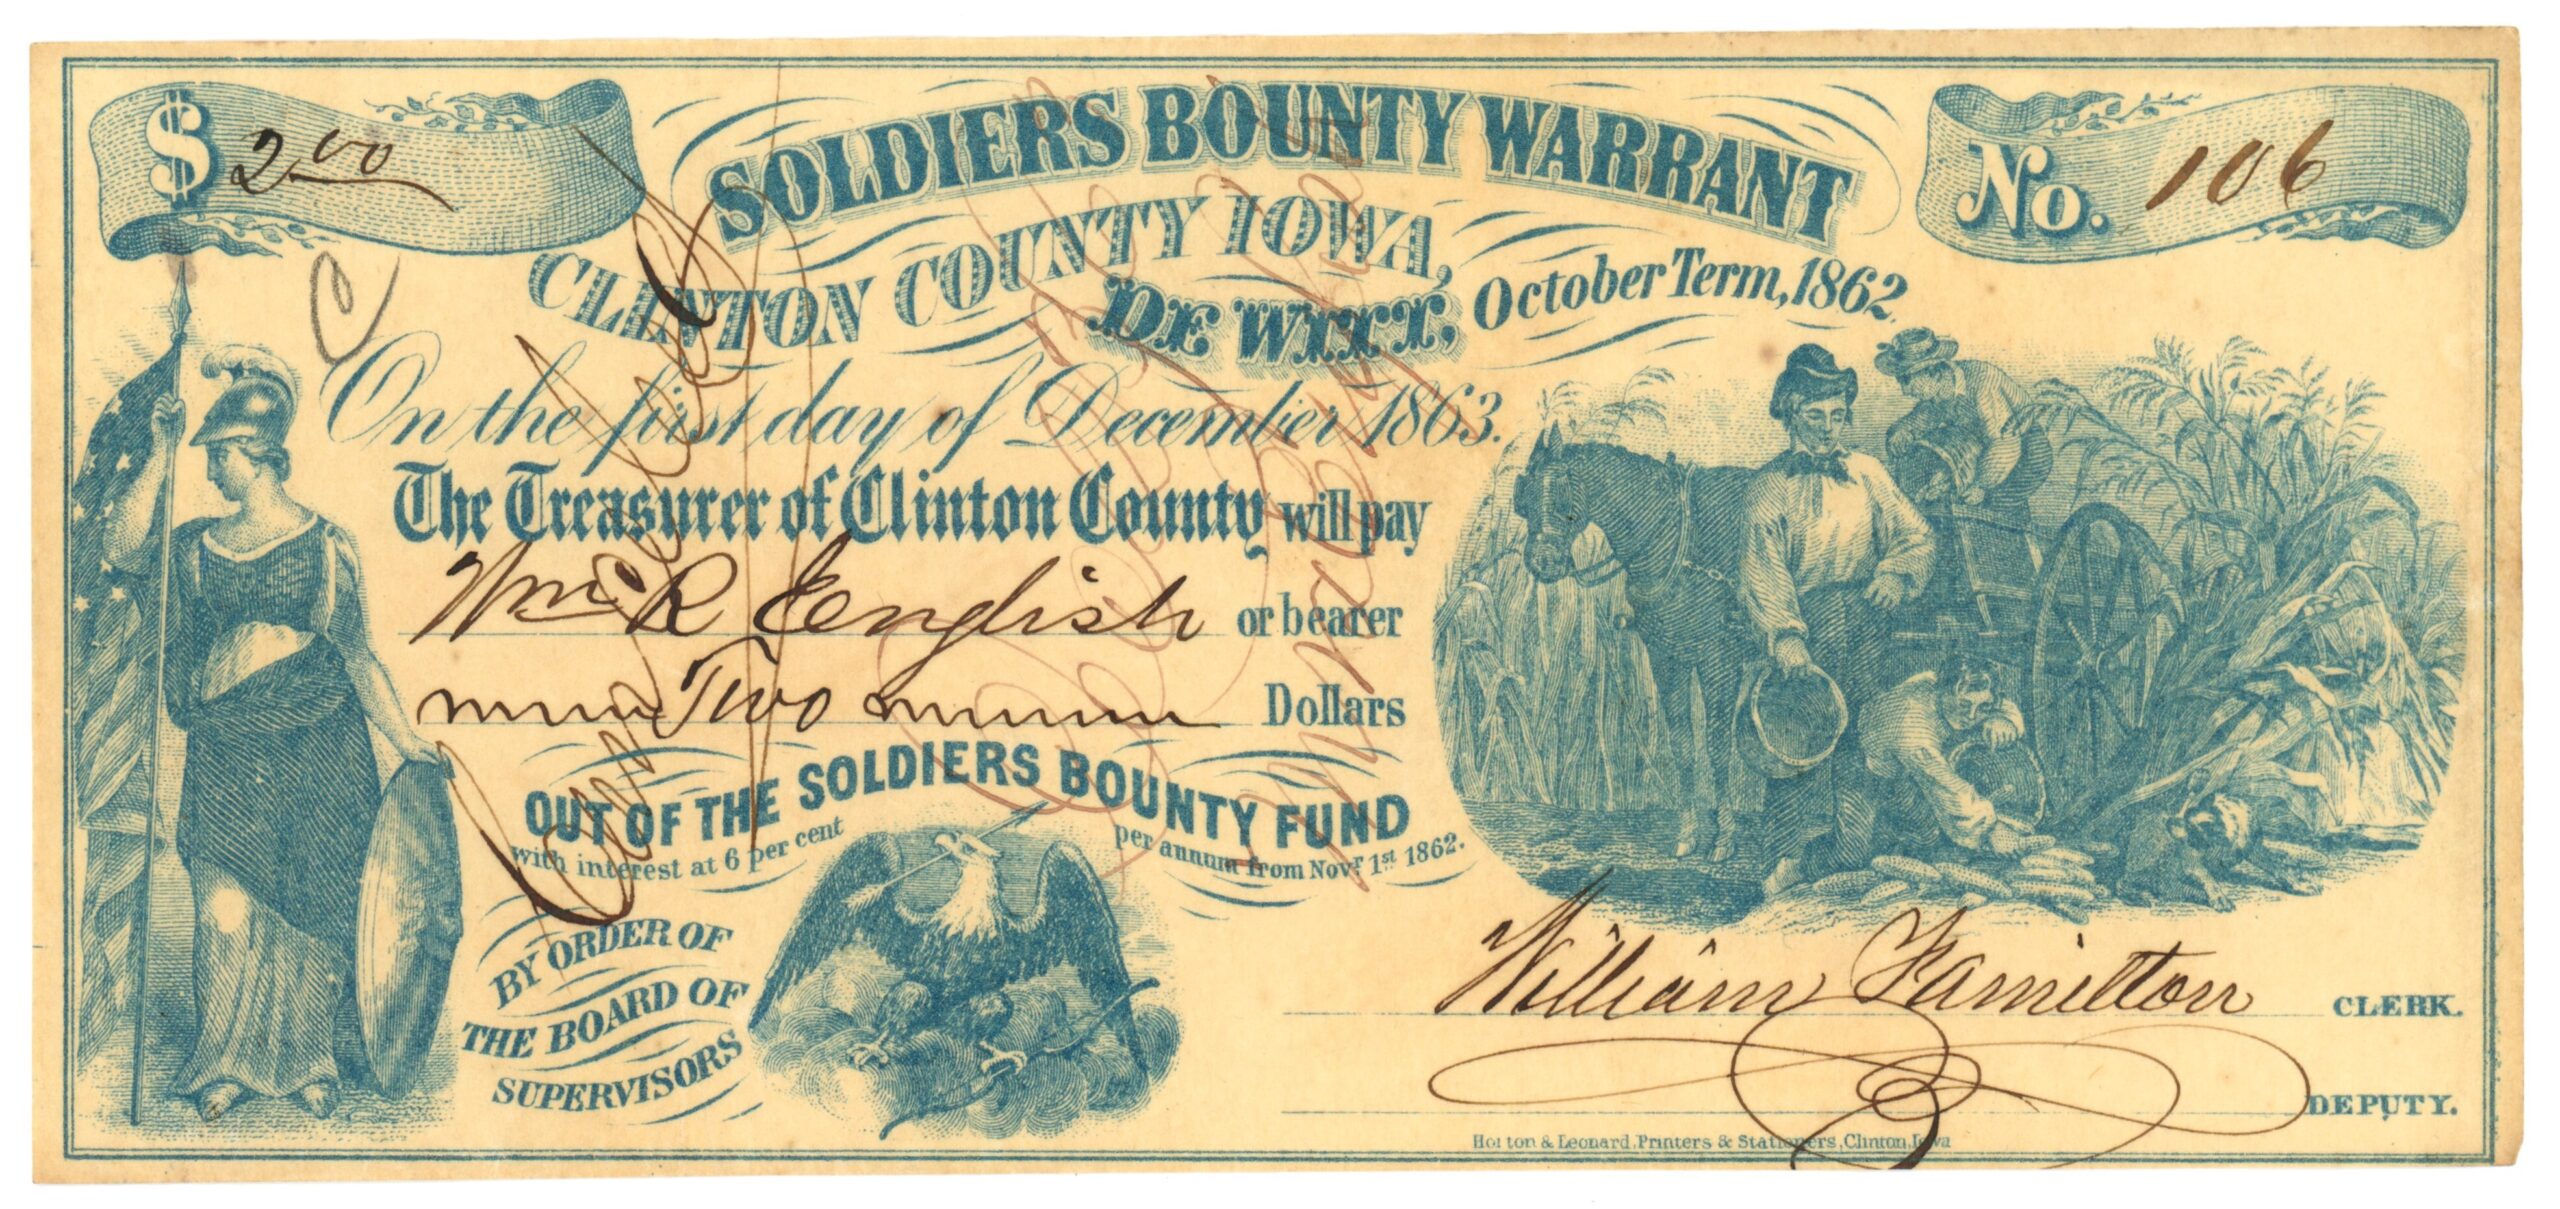 $ 2 00
SOLDIERS BOUNTY WARRANT
No. 106
CLINTON COUNTY IOWA,
DE WITT, October Term, 1862.
C
On the first day of December 1863.
The Treasurer of Clinton County will pay
Wm R English or bearer
Two Dollars
OUT OF THE SOLDIERS BOUNTY FUND
with interest at 6 per cent per annum from Novr. 1st 1862.
BY ORDER OF
THE BOARD OF
SUPERVISORS
William Hamilton CLERK.
DEPUTY.
Horton & Leonard, Printers & Stationers, Clinton, Iowa
Cancelled